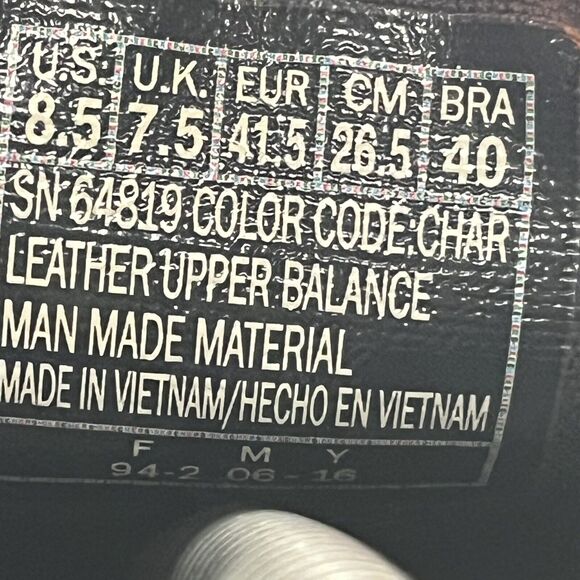 U.S. U.K. EUR CM BRA
8.5 7.5 41.5 26.5 40
SN 64819 COLOR CODE:CHAR
LEATHER UPPER BALANCE
MAN MADE MATERIAL
MADE IN VIETNAM/HECHO EN VIETNAM
F M Y
94-2 06-16